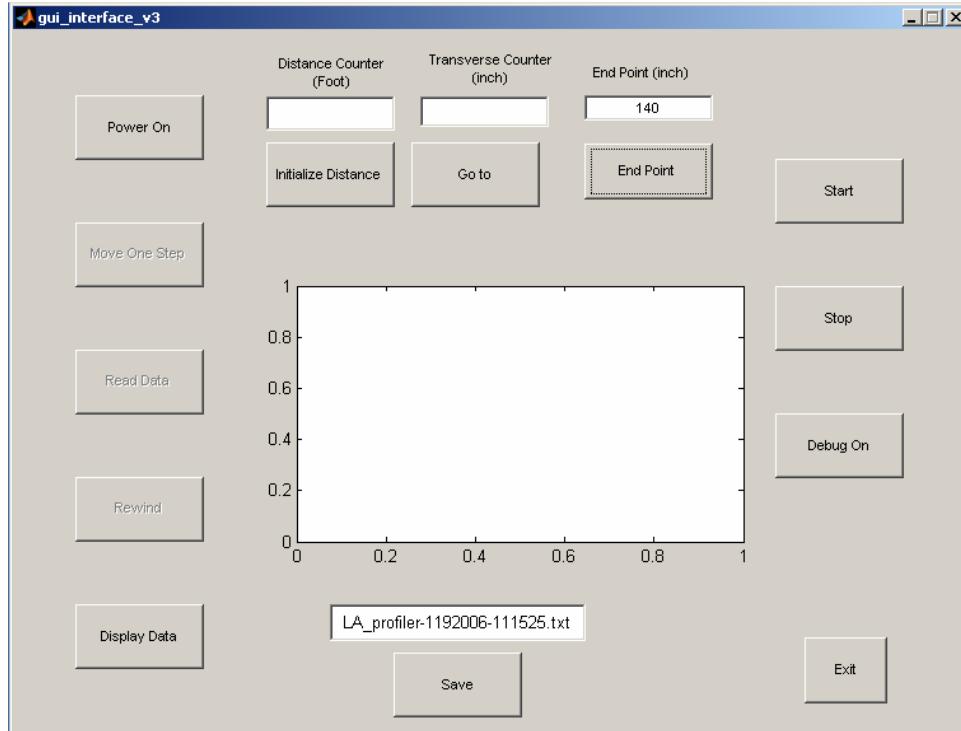 gui_interface_v3
Distance Counter
(Foot)
Transverse Counter
(inch)
End Point (inch)
140
Power On
Initialize Distance
Go to
End Point
Start
Move One Step
Stop
Read Data
Debug On
Rewind
1
0.8
0.6
0.4
0.2
0
0 0.2 0.4 0.6 0.8 1
Display Data
LA_profiler-1192006-111525.txt
Save
Exit